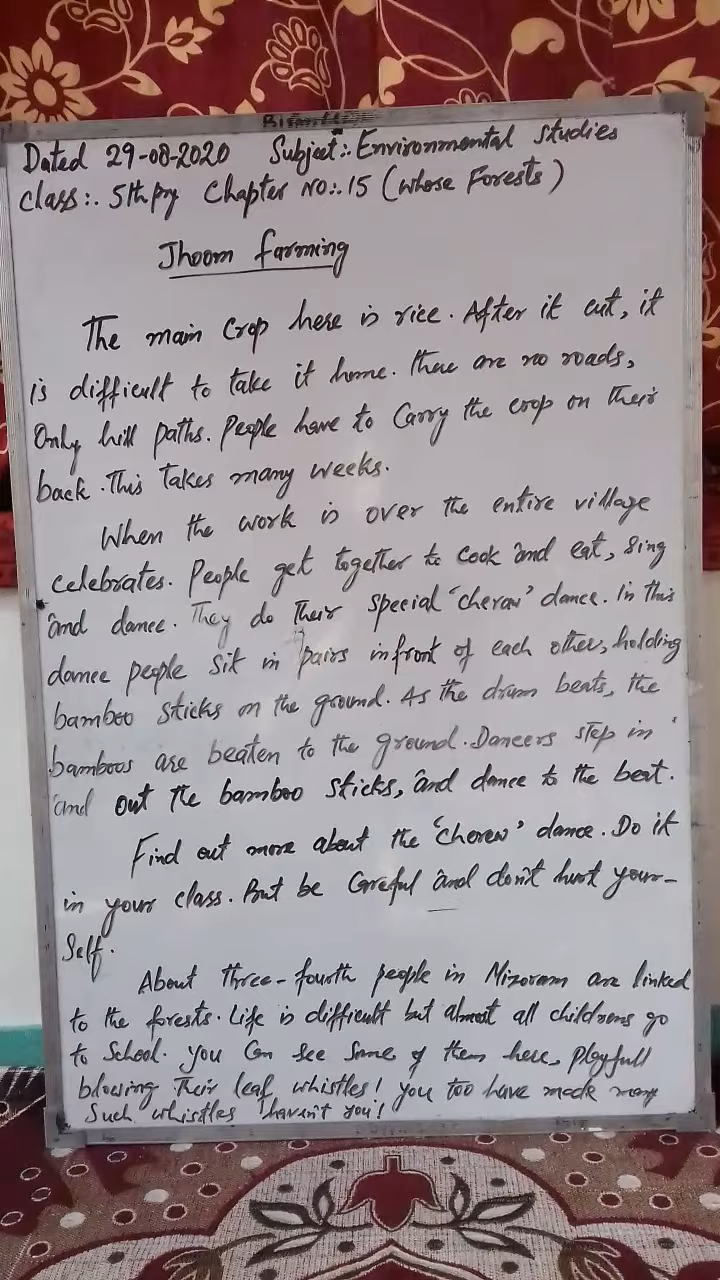 Dated 29-08-2020 Subject:. Environmental studies
Class:. 5th pry Chapter No:. 15 (Whose Forests)
Jhoom farming
The main Crop here is rice. After it cut, it
is difficult to take it home. there are no roads,
Only hill paths. People have to Carry the crop on their
back. This takes many weeks.
When the work is over the entire village
celebrates. People get together to cook and eat, sing
and dance. They do their special 'cheraw' dance. In this
dance people sit in pairs infront of each other, holding
bamboo sticks on the ground. As the drum beats, the
bamboos are beaten to the ground. Dancers step in
and out the bamboo sticks, and dance to the beat.
Find out more about the 'cherew' dance. Do it
in your class. But be Careful and don't hurt your-
Self.
About three-fourth people in Mizoram are linked
to the forests. Life is difficult but almost all childrens go
to School. you Can see Some of them here, playfull
blowing Their leaf whistles! you too have made many
Such whistles haven't you!